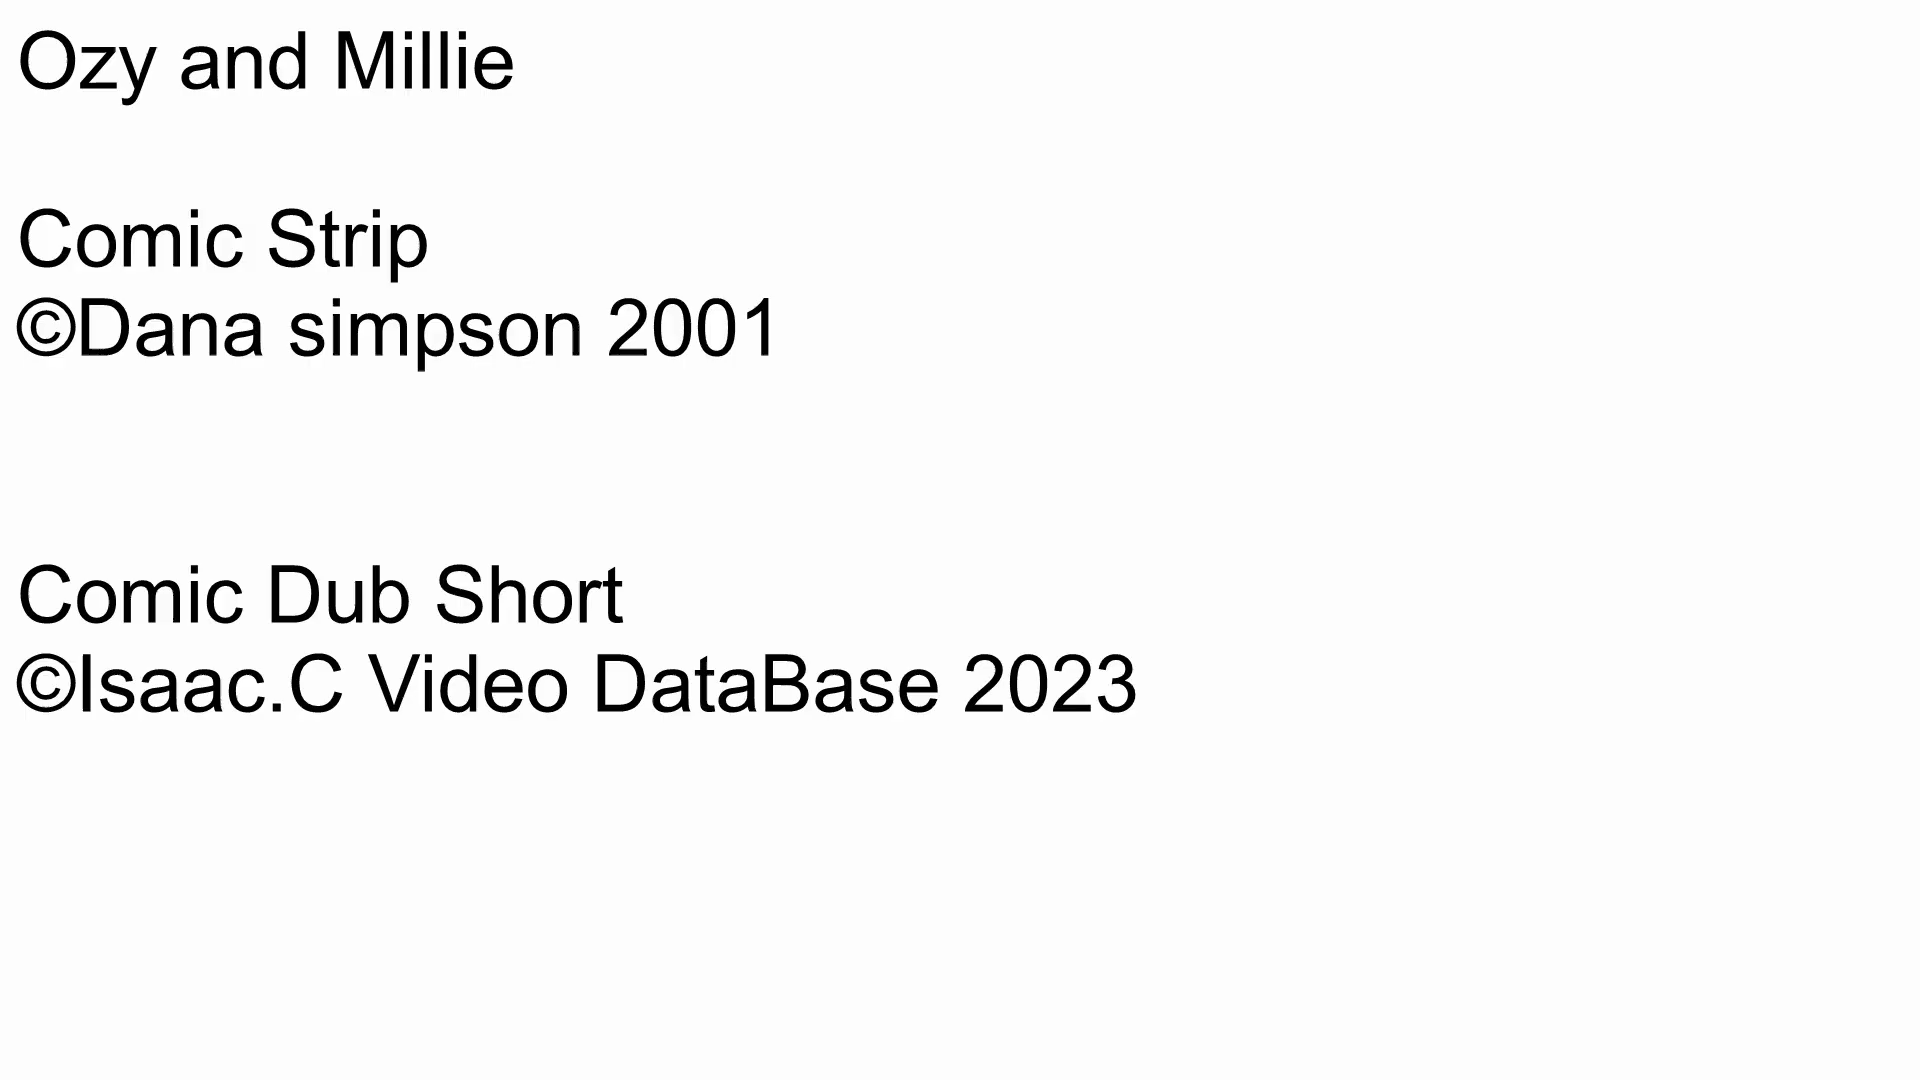 Ozy and Millie
Comic Strip
©Dana simpson 2001
Comic Dub Short
©Isaac.C Video DataBase 2023